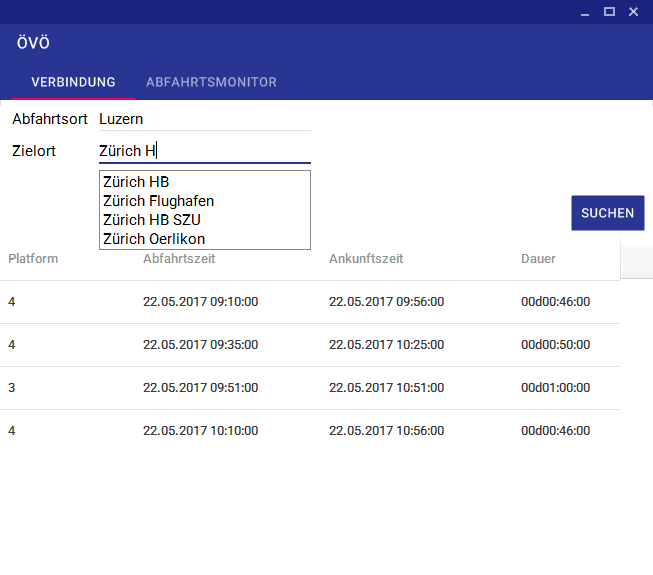 ÖVÖ
VERBINDUNG ABFAHRTSMONITOR
Abfahrtsort Luzern
Zielort Zürich H
Zürich HB
Zürich Flughafen
Zürich HB SZU
Zürich Oerlikon
SUCHEN
Platform Abfahrtszeit Ankunftszeit Dauer
4 22.05.2017 09:10:00 22.05.2017 09:56:00 00d00:46:00
4 22.05.2017 09:35:00 22.05.2017 10:25:00 00d00:50:00
3 22.05.2017 09:51:00 22.05.2017 10:51:00 00d01:00:00
4 22.05.2017 10:10:00 22.05.2017 10:56:00 00d00:46:00